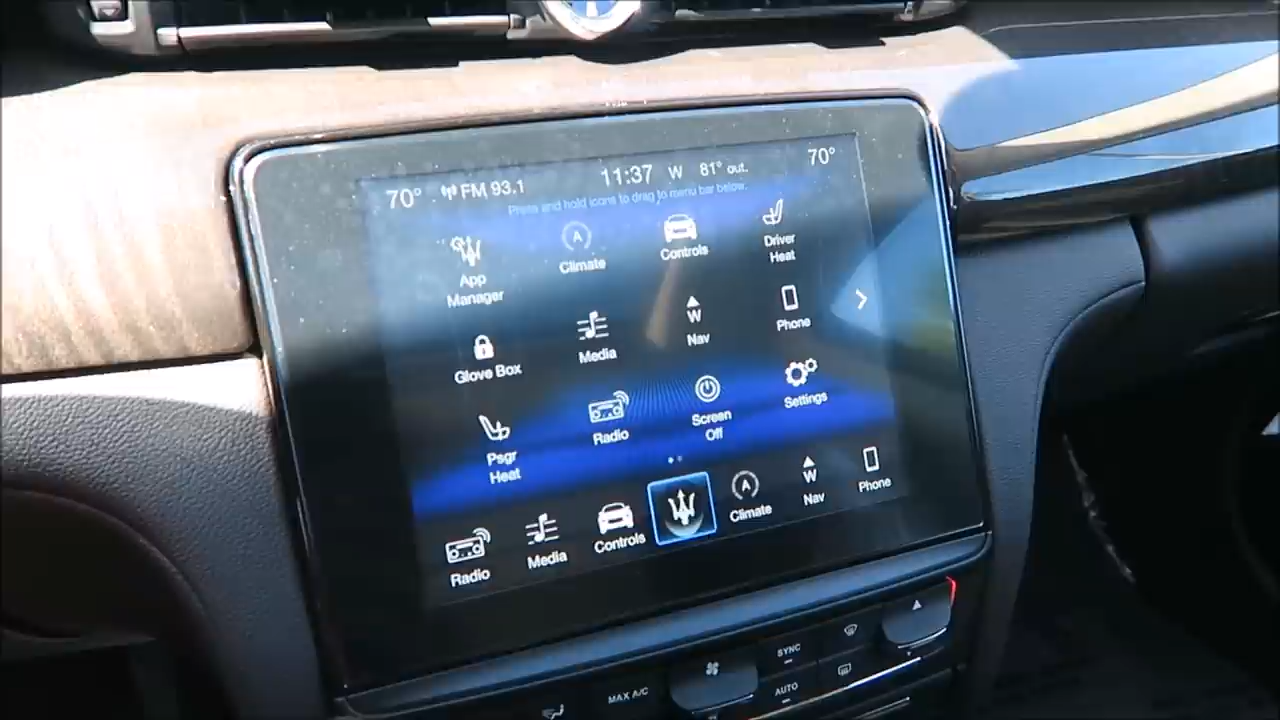 70° FM 93.1 11:37 W 81° out. 70°
Press and hold icons to drag to menu bar below.
App
Manager
A
Climate
Controls
Driver
Heat
Glove Box
Media
W
Nav
Phone
Psgr
Heat
Radio
Screen
Off
Settings
Radio
Media
Controls
A
Climate
W
Nav
Phone
MAX A/C
SYNC
AUTO